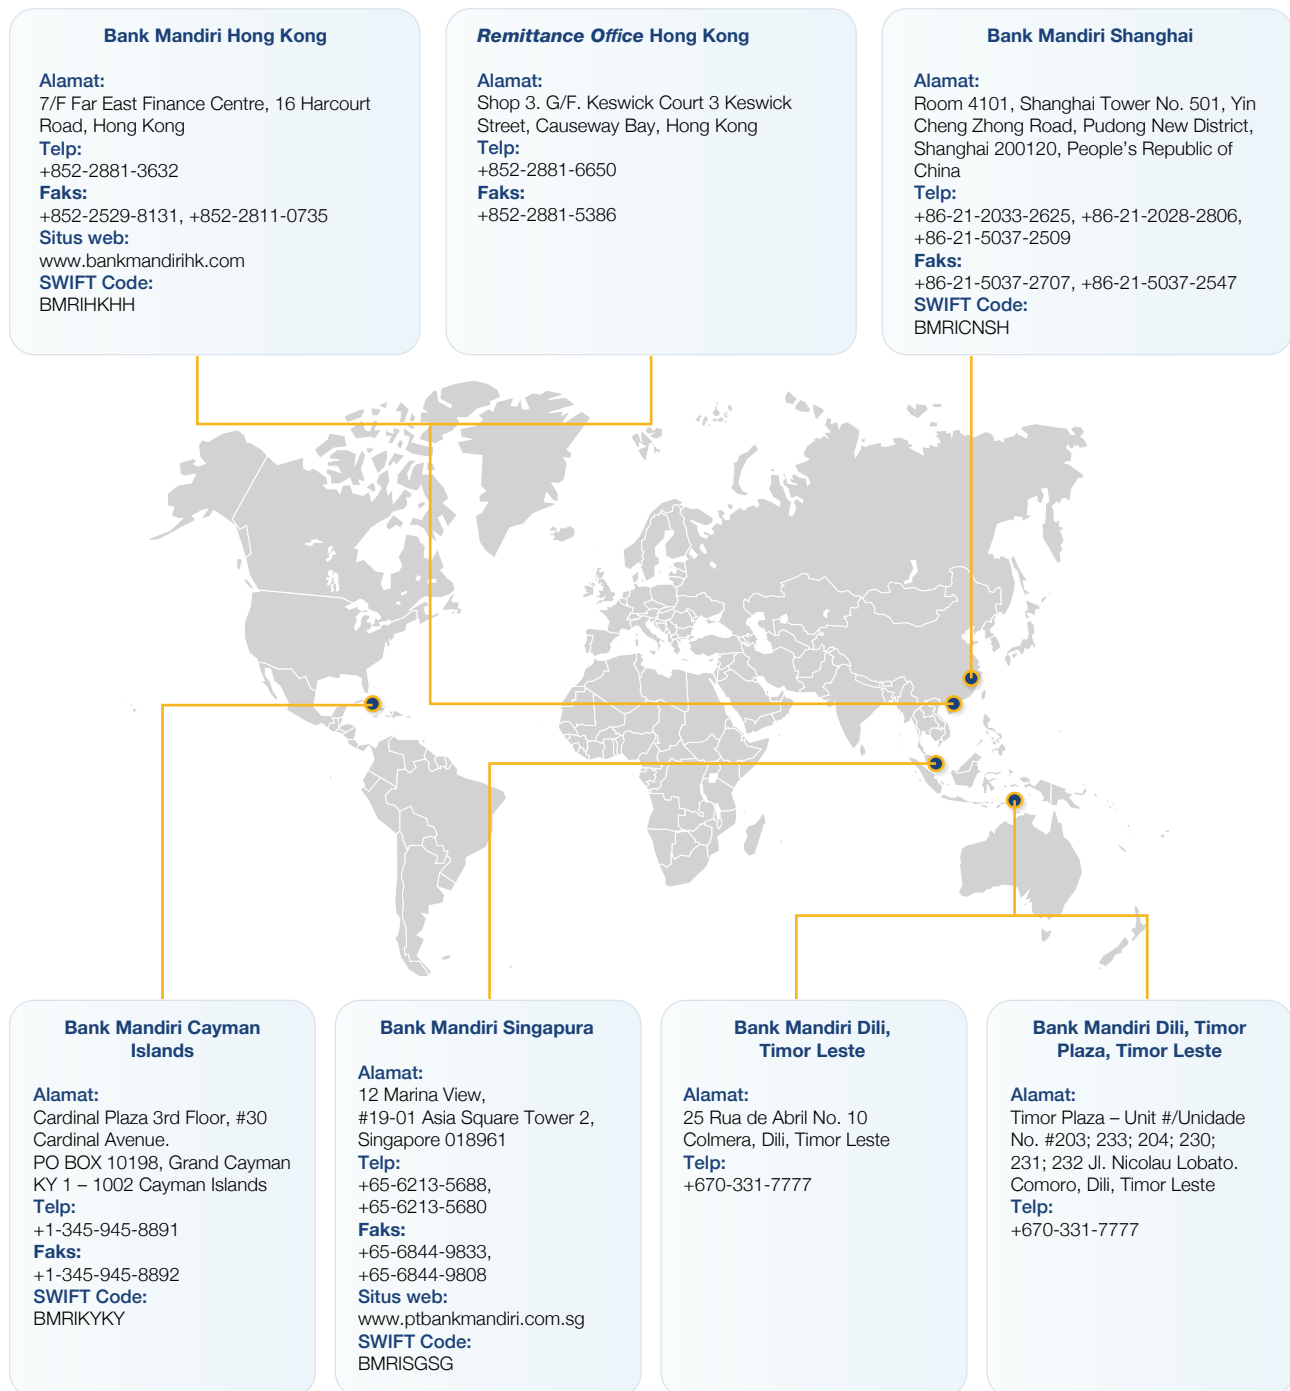 Bank Mandiri Hong Kong
Alamat:
7/F Far East Finance Centre, 16 Harcourt
Road, Hong Kong
Telp:
+852-2881-3632
Faks:
+852-2529-8131, +852-2811-0735
Situs web:
www.bankmandirihk.com
SWIFT Code:
BMRIHKHH
Remittance Office Hong Kong
Alamat:
Shop 3. G/F. Keswick Court 3 Keswick
Street, Causeway Bay, Hong Kong
Telp:
+852-2881-6650
Faks:
+852-2881-5386
Bank Mandiri Shanghai
Alamat:
Room 4101, Shanghai Tower No. 501, Yin
Cheng Zhong Road, Pudong New District,
Shanghai 200120, People's Republic of
China
Telp:
+86-21-2033-2625, +86-21-2028-2806,
+86-21-5037-2509
Faks:
+86-21-5037-2707, +86-21-5037-2547
SWIFT Code:
BMRICNSH
Bank Mandiri Cayman
Islands
Alamat:
Cardinal Plaza 3rd Floor, #30
Cardinal Avenue.
PO BOX 10198, Grand Cayman
KY 1 – 1002 Cayman Islands
Telp:
+1-345-945-8891
Faks:
+1-345-945-8892
SWIFT Code:
BMRIKYKY
Bank Mandiri Singapura
Alamat:
12 Marina View,
#19-01 Asia Square Tower 2,
Singapore 018961
Telp:
+65-6213-5688,
+65-6213-5680
Faks:
+65-6844-9833,
+65-6844-9808
Situs web:
www.ptbankmandiri.com.sg
SWIFT Code:
BMRISGSG
Bank Mandiri Dili,
Timor Leste
Alamat:
25 Rua de Abril No. 10
Colmera, Dili, Timor Leste
Telp:
+670-331-7777
Bank Mandiri Dili, Timor
Plaza, Timor Leste
Alamat:
Timor Plaza – Unit #/Unidade
No. #203; 233; 204; 230;
231; 232 Jl. Nicolau Lobato.
Comoro, Dili, Timor Leste
Telp:
+670-331-7777